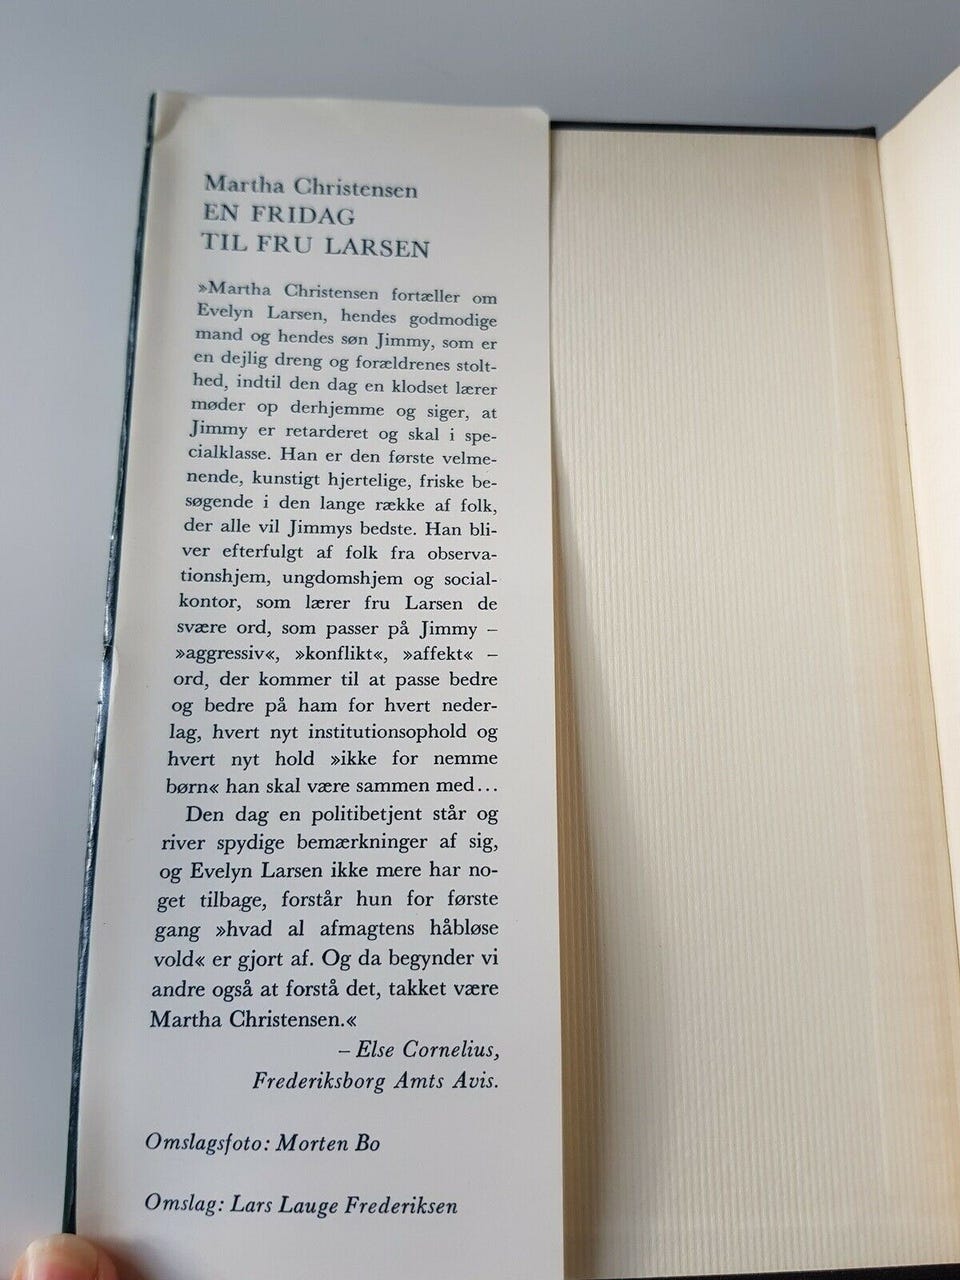 Martha Christensen
EN FRIDAG
TIL FRU LARSEN
»Martha Christensen fortæller om
Evelyn Larsen, hendes godmodige
mand og hendes søn Jimmy, som er
en dejlig dreng og forældrenes stolt-
hed, indtil den dag en klodset lærer
møder op derhjemme og siger, at
Jimmy er retarderet og skal i spe-
cialklasse. Han er den første velme-
nende, kunstigt hjertelige, friske be-
søgende i den lange række af folk,
der alle vil Jimmys bedste. Han bli-
ver efterfulgt af folk fra observa-
tionshjem, ungdomshjem og social-
kontor, som lærer fru Larsen de
svære ord, som passer på Jimmy –
»aggressiv«, »konflikt«, »affekt« –
ord, der kommer til at passe bedre
og bedre på ham for hvert neder-
lag, hvert nyt institutionsophold og
hvert nyt hold »ikke for nemme
børn« han skal være sammen med...
Den dag en politibetjent står og
river spydige bemærkninger af sig,
og Evelyn Larsen ikke mere har no-
get tilbage, forstår hun for første
gang »hvad al afmagtens håbløse
vold« er gjort af. Og da begynder vi
andre også at forstå det, takket være
Martha Christensen.«
– Else Cornelius,
Frederiksborg Amts Avis.
Omslagsfoto: Morten Bo
Omslag: Lars Lauge Frederiksen